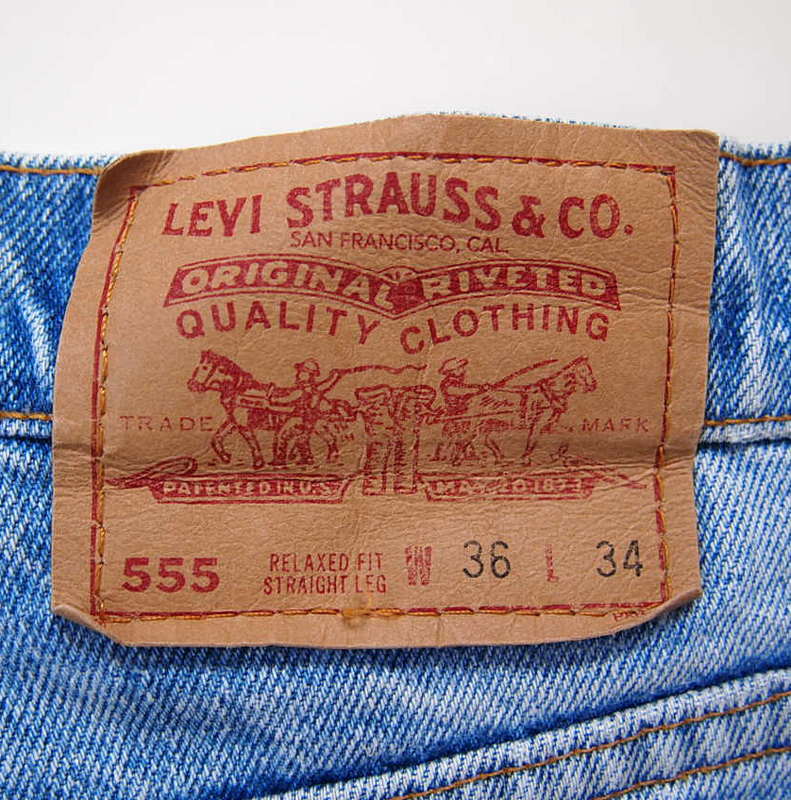 LEVI STRAUSS & CO.
SAN FRANCISCO, CAL.
ORIGINAL RIVETED
QUALITY CLOTHING
TRADE MARK
PATENTED IN U.S. MAY 20 1873
555 RELAXED FIT W 36 L 34
STRAIGHT LEG